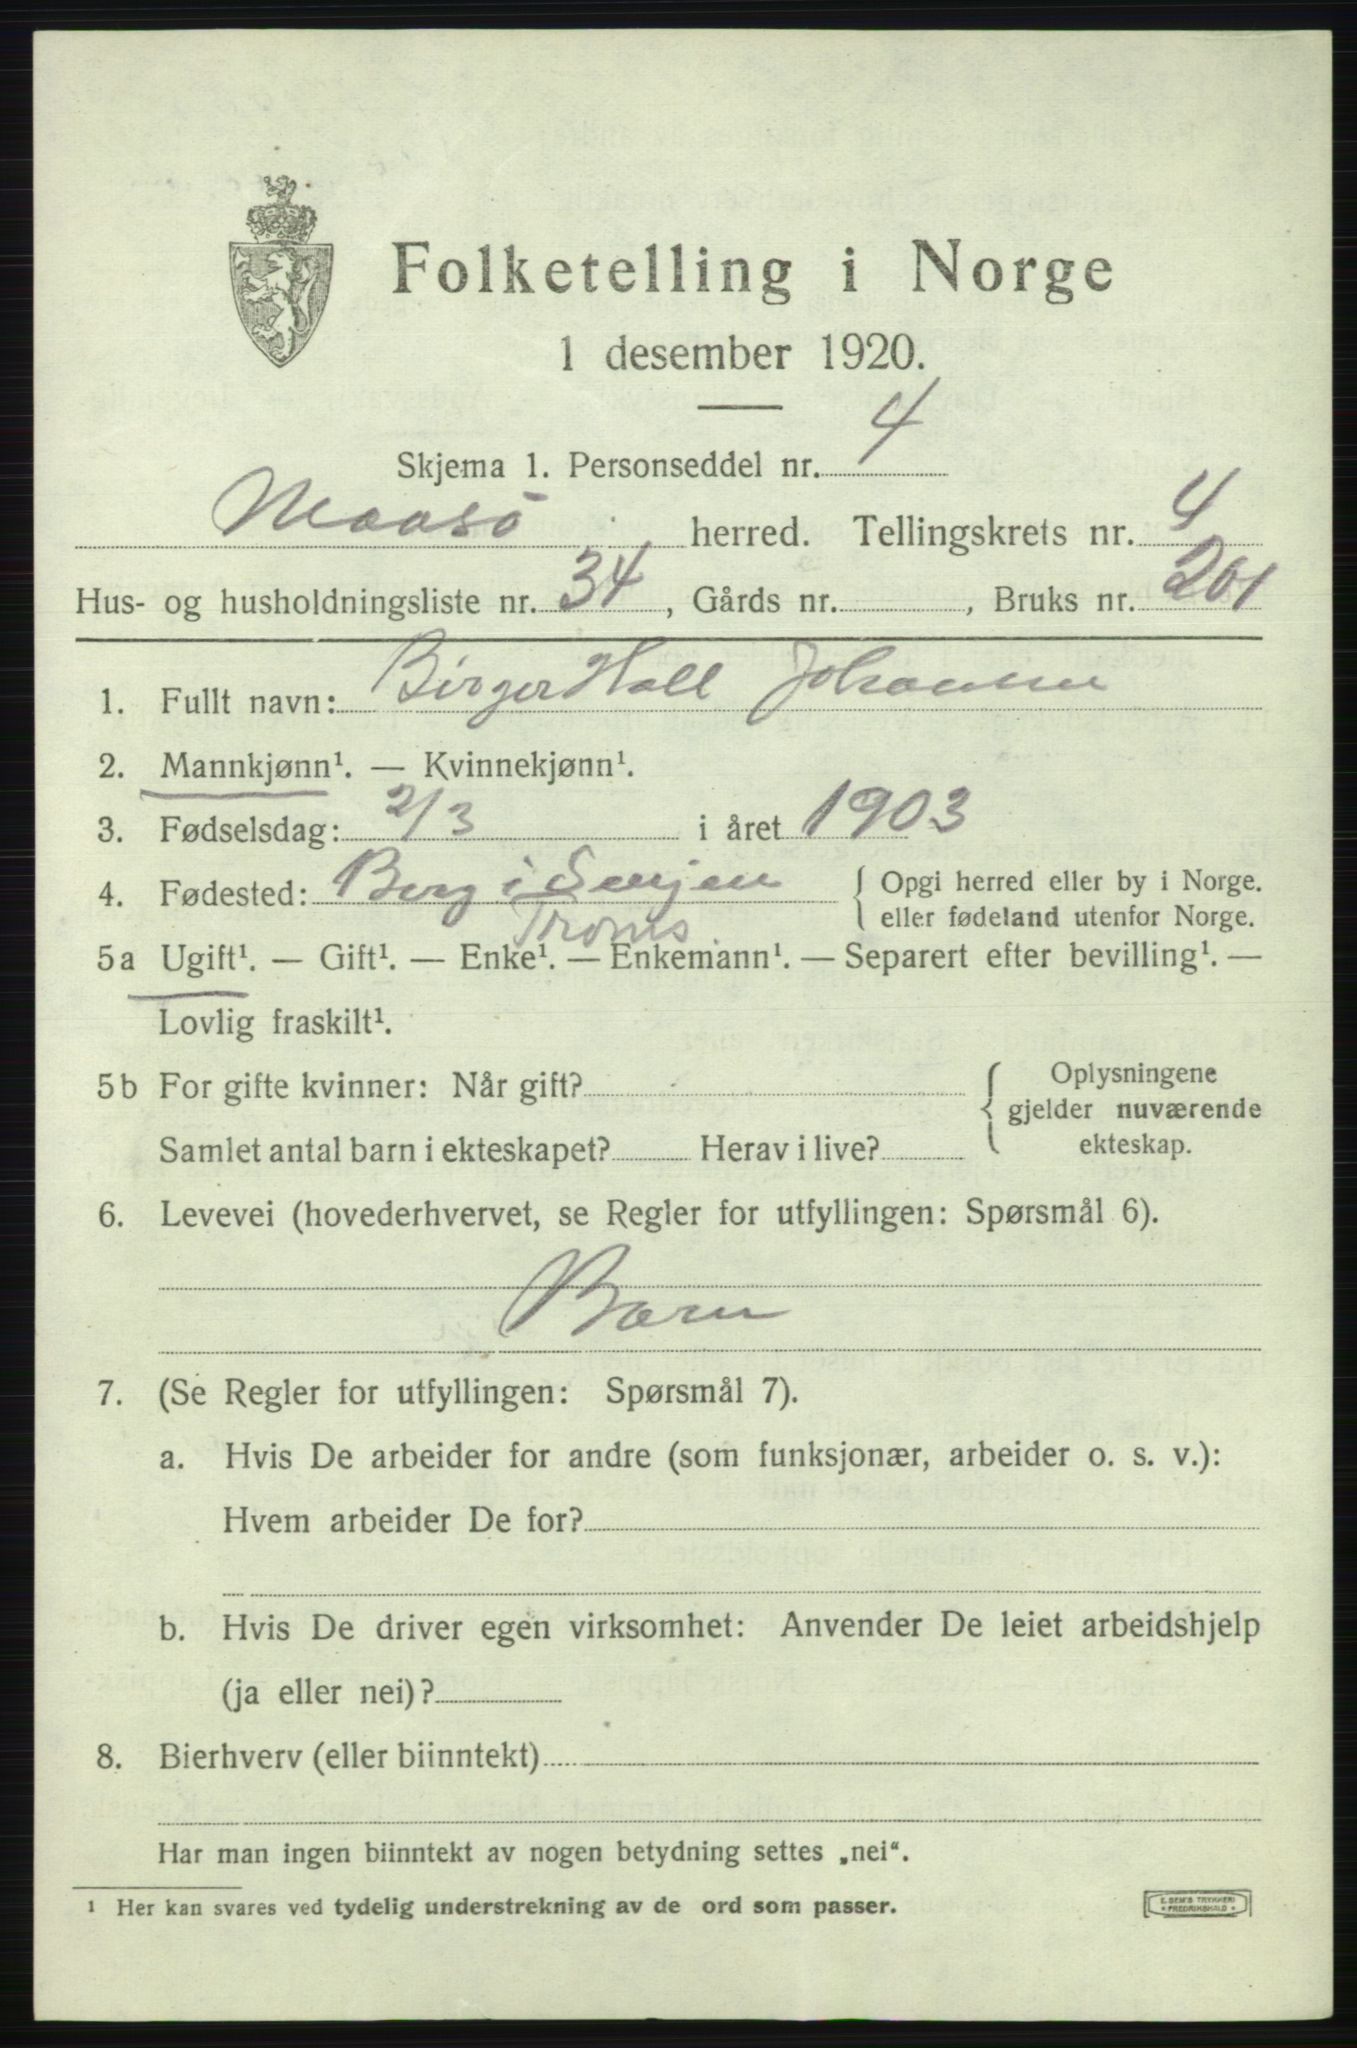 Folketelling i Norge
1 desember 1920.
Skjema 1. Personseddel nr. 4
Maasö herred. Tellingskrets nr. 4
Hus- og husholdningsliste nr. 34, Gårds nr. , Bruks nr. 201
1. Fullt navn: Birger Hall Johansen
2. Mannkjønn¹. — Kvinnekjønn¹.
3. Fødselsdag: 2/3 i året 1903
4. Fødested: Berg i Senjen { Opgi herred eller by i Norge.
Troms eller fødeland utenfor Norge.
5a Ugift¹. — Gift¹. — Enke¹. — Enkemann¹. — Separert efter bevilling¹. —
Lovlig fraskilt¹.
5b For gifte kvinner: Når gift? { Oplysningene
gjelder nuværende
Samlet antal barn i ekteskapet? Herav i live? ekteskap.
6. Levevei (hovederhvervet, se Regler for utfyllingen: Spørsmål 6).
Barn
7. (Se Regler for utfyllingen: Spørsmål 7).
a. Hvis De arbeider for andre (som funksjonær, arbeider o. s. v.):
Hvem arbeider De for?
b. Hvis De driver egen virksomhet: Anvender De leiet arbeidshjelp
(ja eller nei)?
8. Bierhverv (eller biinntekt)
Har man ingen biinntekt av nogen betydning settes „nei“.
¹ Her kan svares ved tydelig understrekning av de ord som passer.
E. SEM'S TRYKKERI
• FREDRIKSHALD •